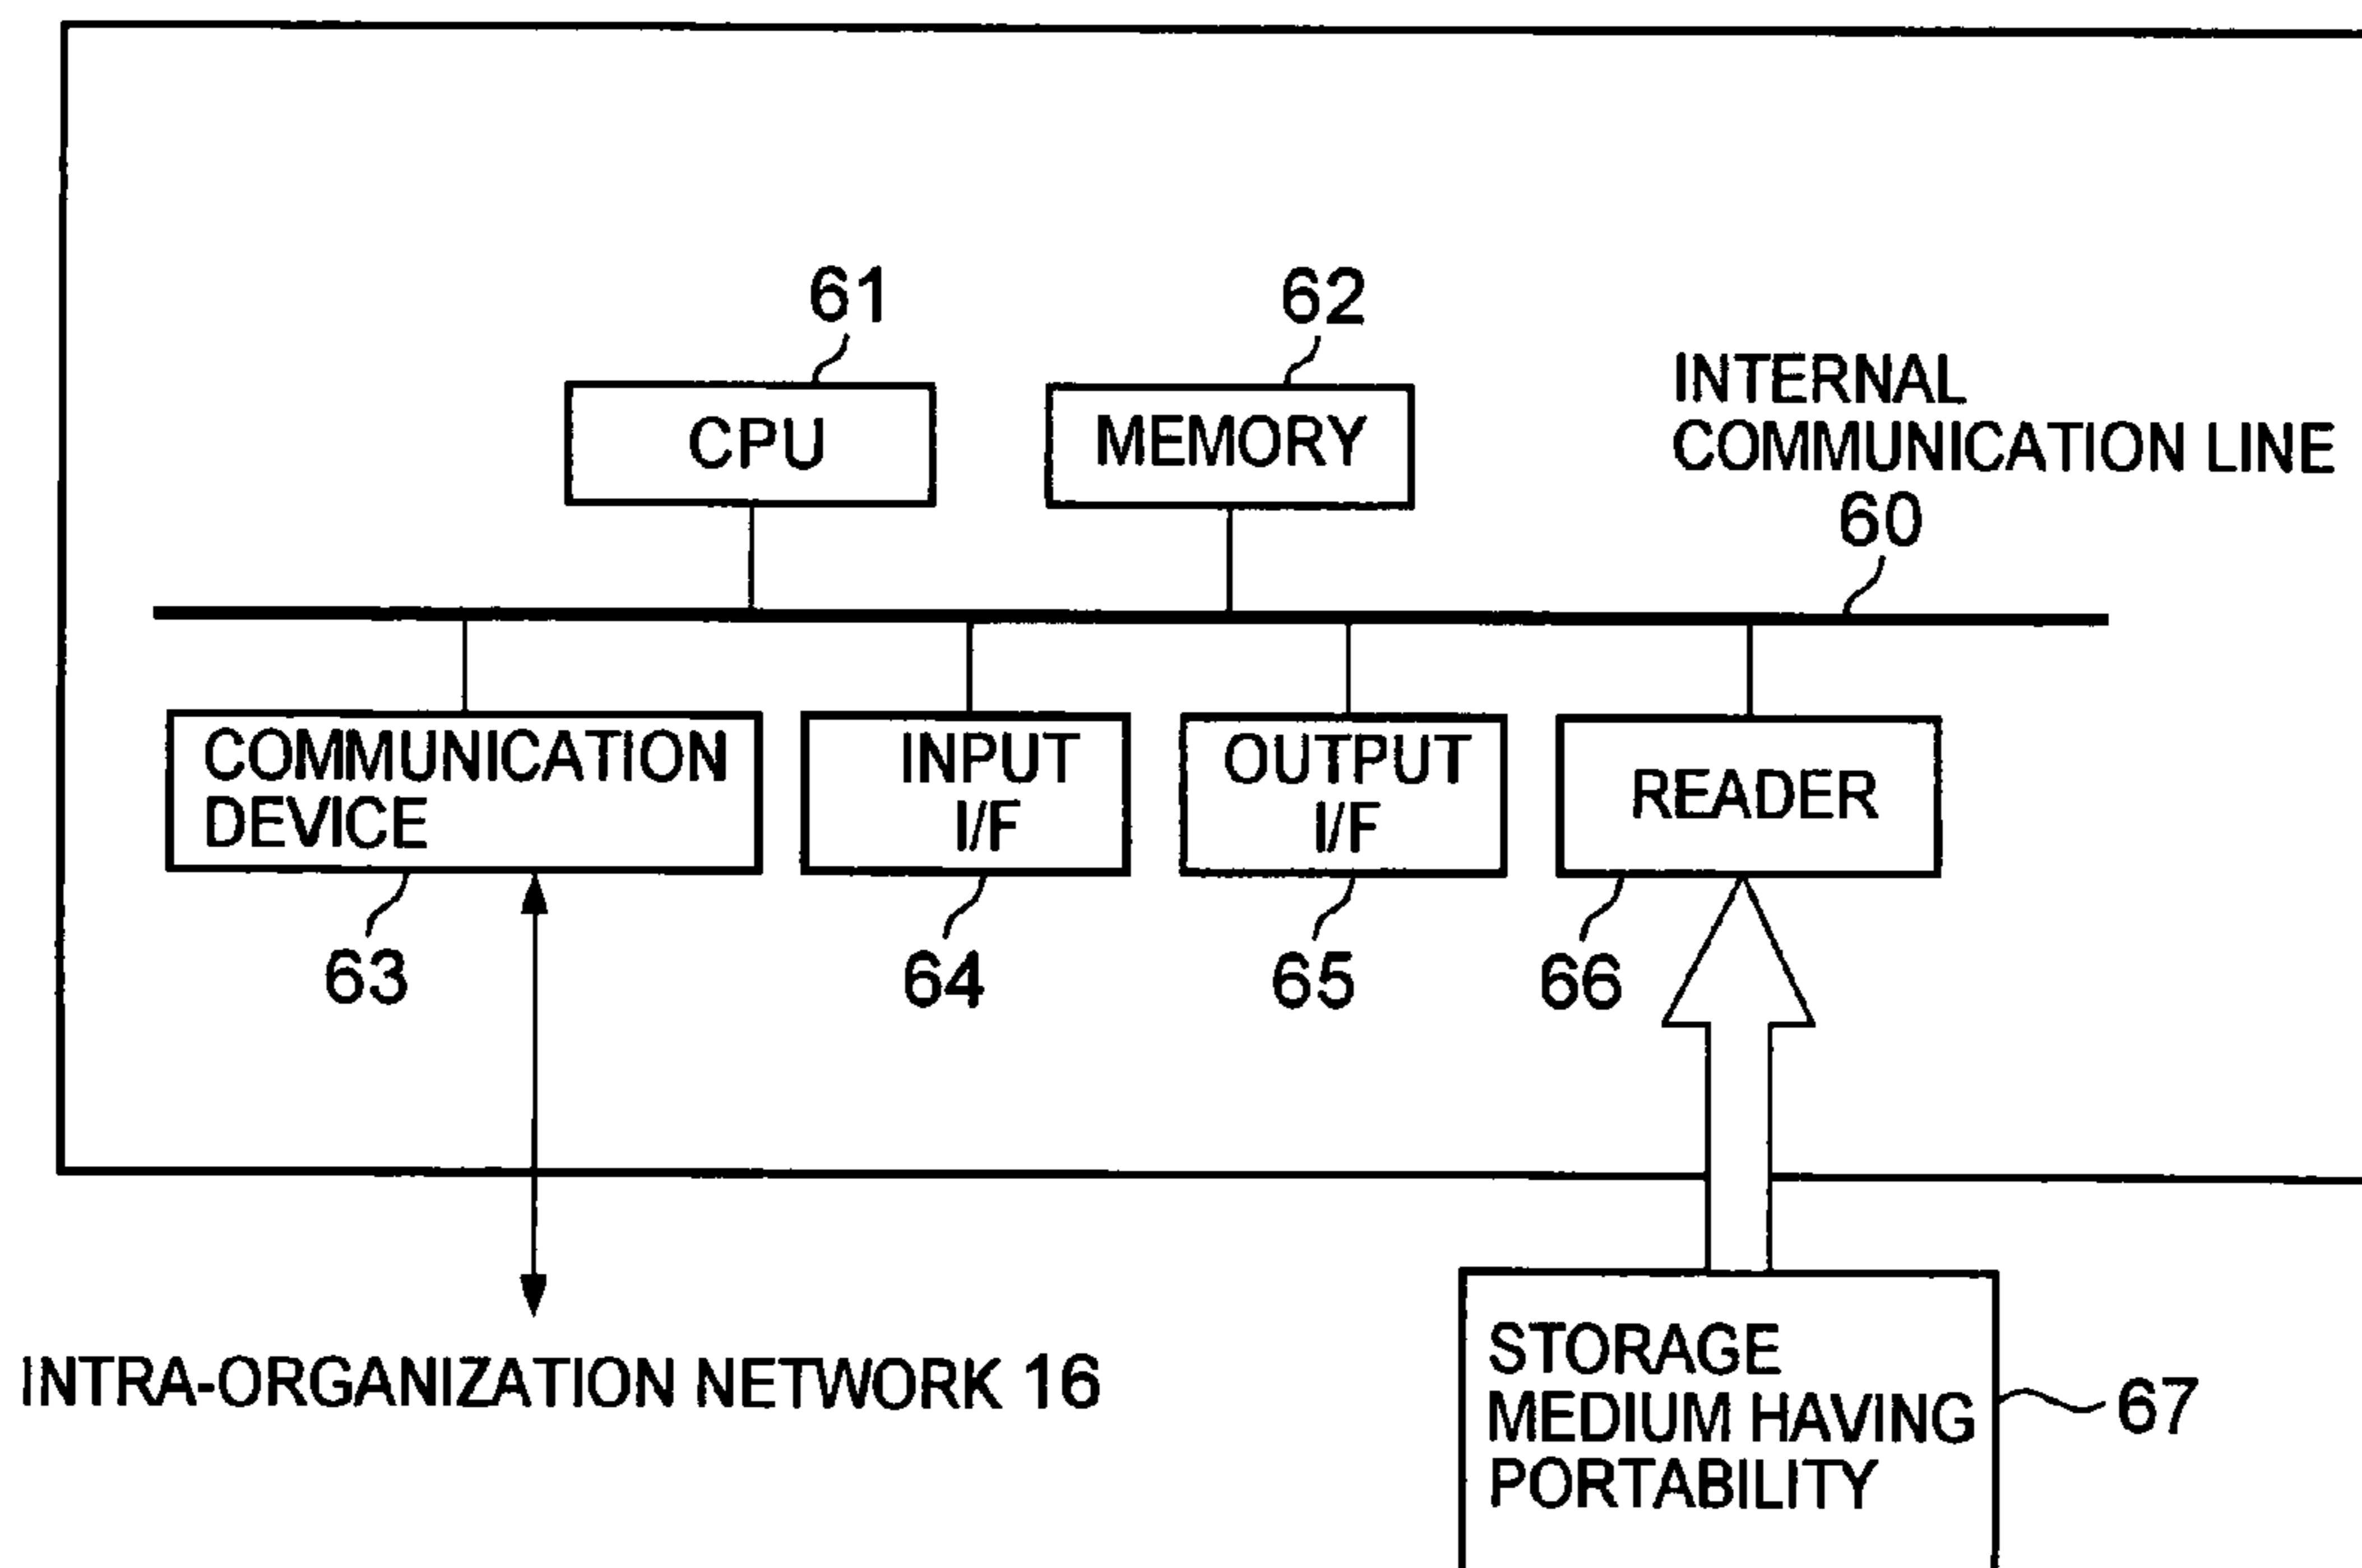 61
62
CPU
MEMORY
INTERNAL
COMMUNICATION LINE
60
COMMUNICATION
DEVICE
INPUT
I/F
OUTPUT
I/F
READER
63
64
65
66
INTRA-ORGANIZATION NETWORK 16
STORAGE
MEDIUM HAVING
PORTABILITY
67